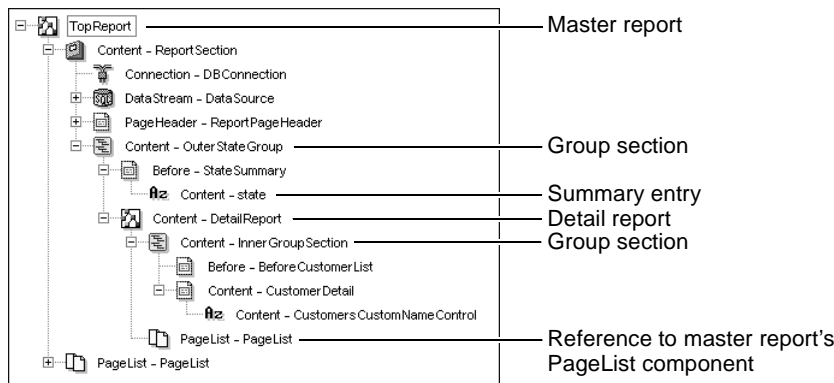 TopReport
Master report
Content – ReportSection
Connection – DBConnection
DataStream – DataSource
PageHeader – ReportPageHeader
Content – OuterStateGroup
Group section
Before – StateSummary
Content – state
Summary entry
Content – DetailReport
Detail report
Content – InnerGroupSection
Group section
Before – BeforeCustomerList
Content – CustomerDetail
Content – CustomersCustomNameControl
PageList – PageList
Reference to master report's
PageList component
PageList – PageList